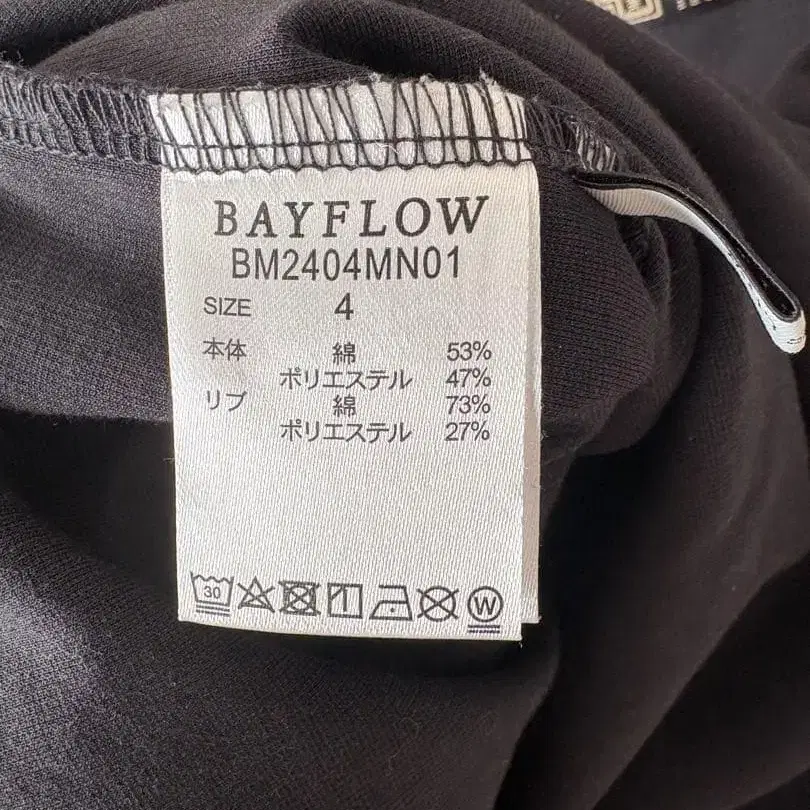 BAYFLOW
BM2404MN01
SIZE 4
本体 綿 53%
ポリエステル 47%
リブ 綿 73%
ポリエステル 27%
30 W